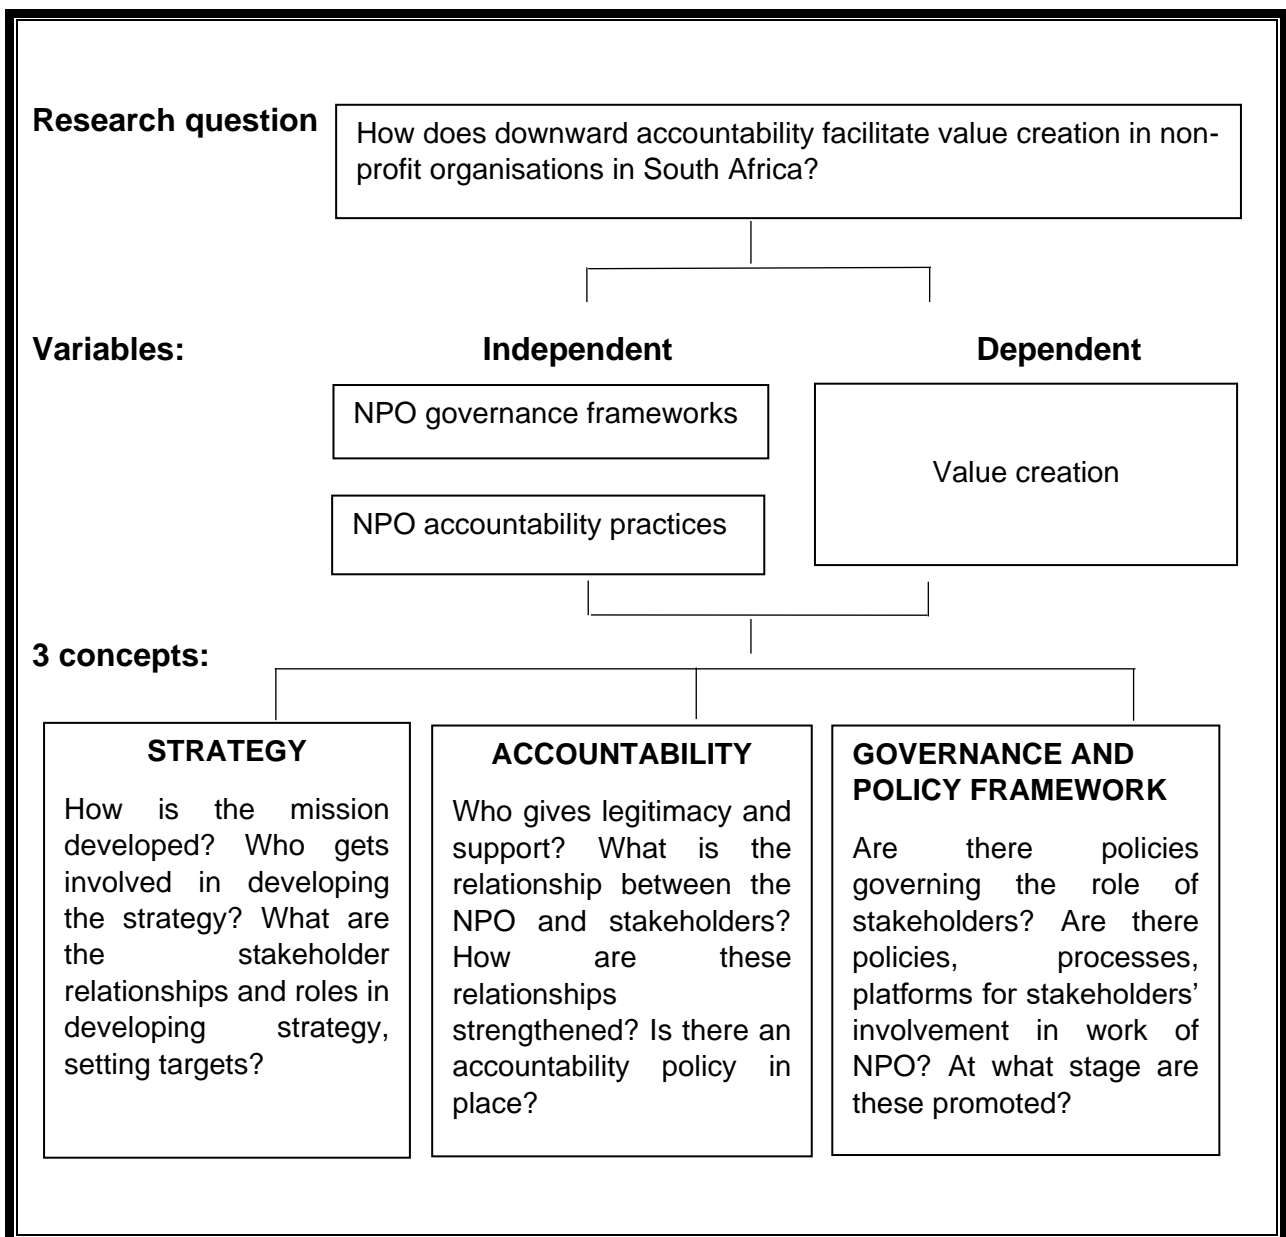 Research question
How does downward accountability facilitate value creation in non-
profit organisations in South Africa?
Variables:
Independent
Dependent
NPO governance frameworks
Value creation
NPO accountability practices
3 concepts:
STRATEGY
How is the mission
developed? Who gets
involved in developing
the strategy? What are
the stakeholder
relationships and roles in
developing strategy,
setting targets?
ACCOUNTABILITY
Who gives legitimacy and
support? What is the
relationship between the
NPO and stakeholders?
How are these
relationships
strengthened? Is there an
accountability policy in
place?
GOVERNANCE AND
POLICY FRAMEWORK
Are there policies
governing the role of
stakeholders? Are there
policies, processes,
platforms for stakeholders’
involvement in work of
NPO? At what stage are
these promoted?